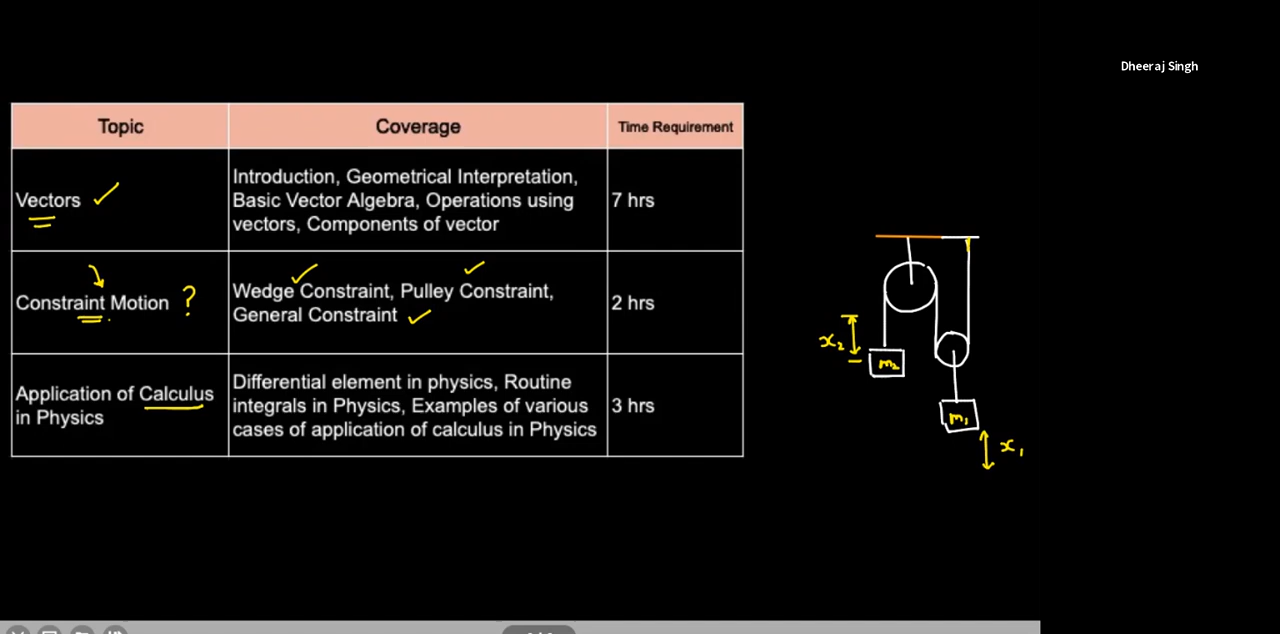 Dheeraj Singh
Topic
Coverage
Time Requirement
Vectors
Introduction, Geometrical Interpretation,
Basic Vector Algebra, Operations using
vectors, Components of vector
7 hrs
Constraint Motion ?
Wedge Constraint, Pulley Constraint,
General Constraint
2 hrs
Application of Calculus
in Physics
Differential element in physics, Routine
integrals in Physics, Examples of various
cases of application of calculus in Physics
3 hrs
x₂
m₂
m₁
x₁